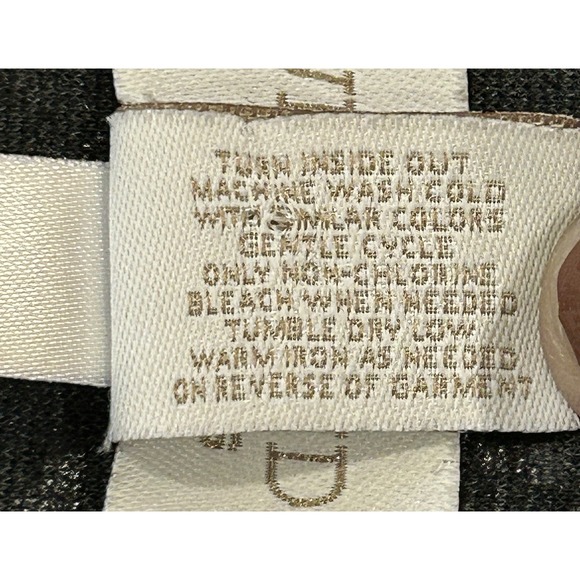 TURN INSIDE OUT
MACHINE WASH COLD
WITH SIMILAR COLORS
GENTLE CYCLE
ONLY NON-CHLORINE
BLEACH WHEN NEEDED
TUMBLE DRY LOW
WARM IRON AS NEEDED
ON REVERSE OF GARMENT
D